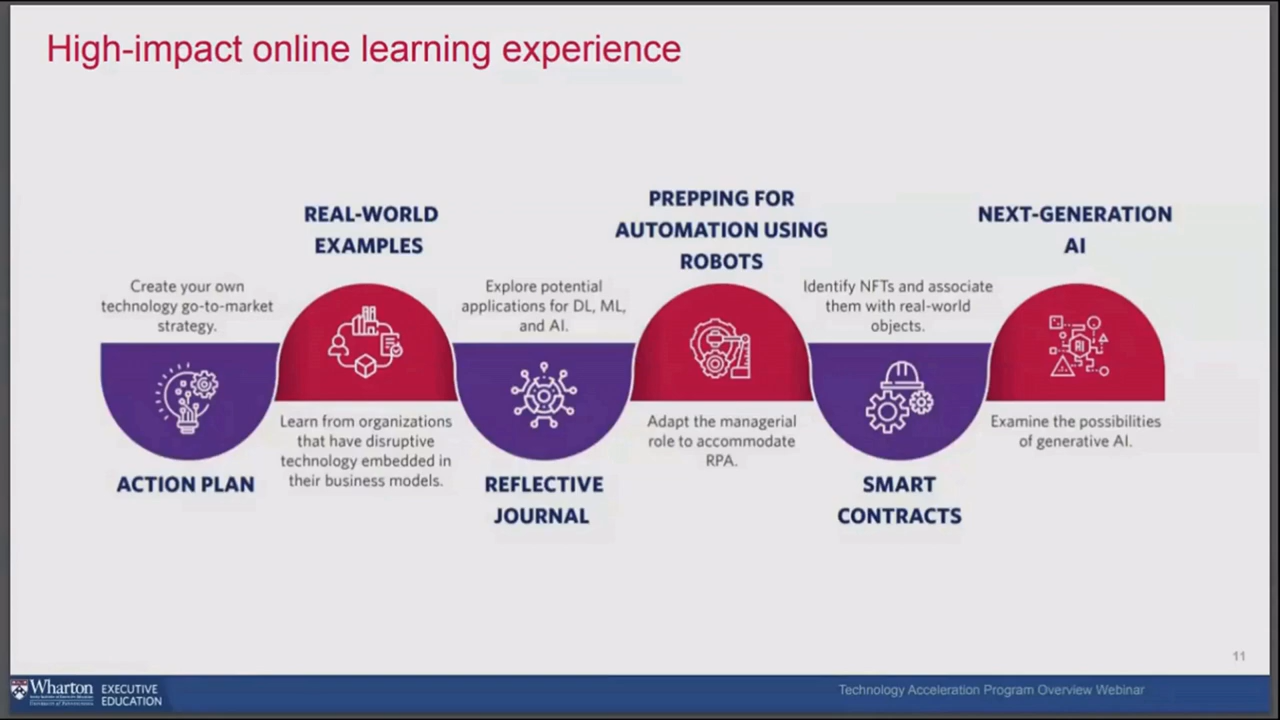 High-impact online learning experience
Create your own
technology go-to-market
strategy.
ACTION PLAN
REAL-WORLD
EXAMPLES
Learn from organizations
that have disruptive
technology embedded in
their business models.
Explore potential
applications for DL, ML,
and AI.
REFLECTIVE
JOURNAL
PREPPING FOR
AUTOMATION USING
ROBOTS
Adapt the managerial
role to accommodate
RPA.
Identify NFTs and associate
them with real-world
objects.
SMART
CONTRACTS
NEXT-GENERATION
AI
AI
Examine the possibilities
of generative AI.
11
Wharton
EXECUTIVE
EDUCATION
Technology Acceleration Program Overview Webinar